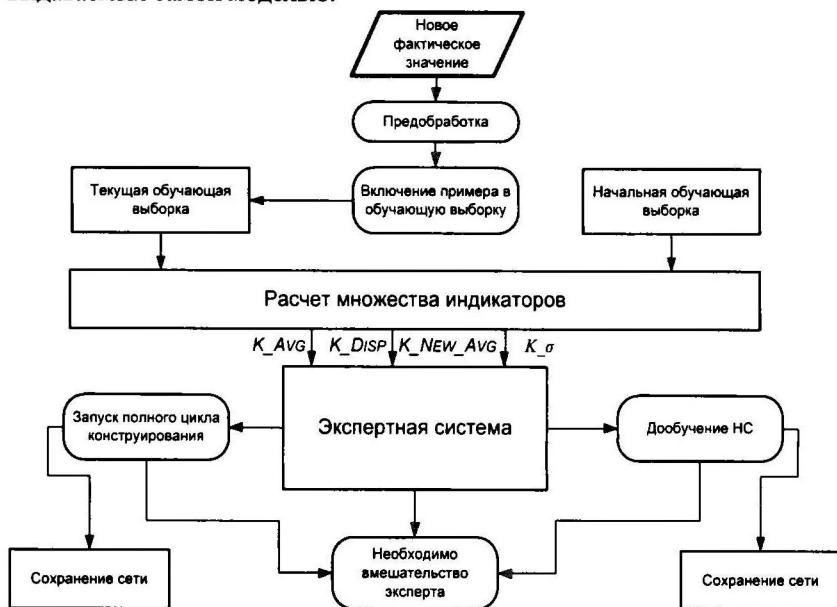 Новое
фактическое
значение
Предобработка
Текущая обучающая
выборка
Включение примера в
обучающую выборку
Начальная обучающая
выборка
Расчет множества индикаторов
K_AVG K_DISP K_NEW_AVG K_σ
Запуск полного цикла
конструирования
Экспертная система
Дообучение НС
Сохранение сети
Необходимо
вмешательство
эксперта
Сохранение сети